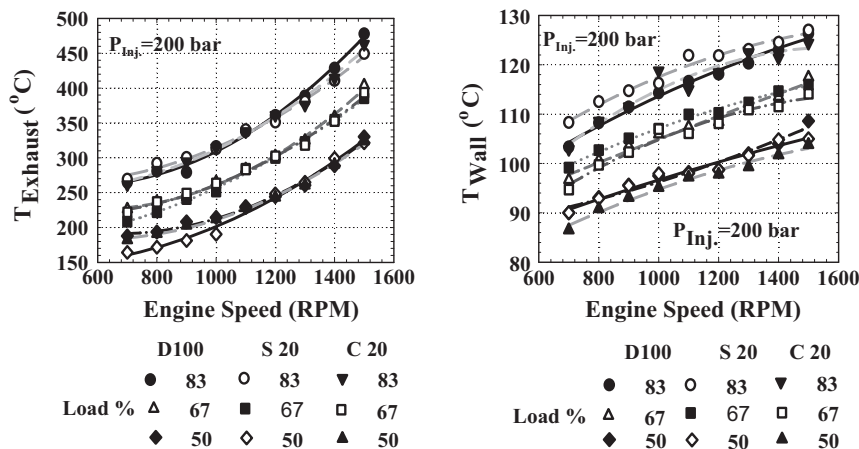 500
450
400
350
300
250
200
150
P Inj.=200 bar
T Exhaust (°C)
600 800 1000 1200 1400 1600
Engine Speed (RPM)
D100 S 20 C 20
83 83 83
Load % 67 67 67
50 50 50
130
120
110
100
90
80
P Inj.=200 bar
P Inj.=200 bar
T Wall (°C)
600 800 1000 1200 1400 1600
Engine Speed (RPM)
D100 S 20 C 20
83 83 83
Load % 67 67 67
50 50 50